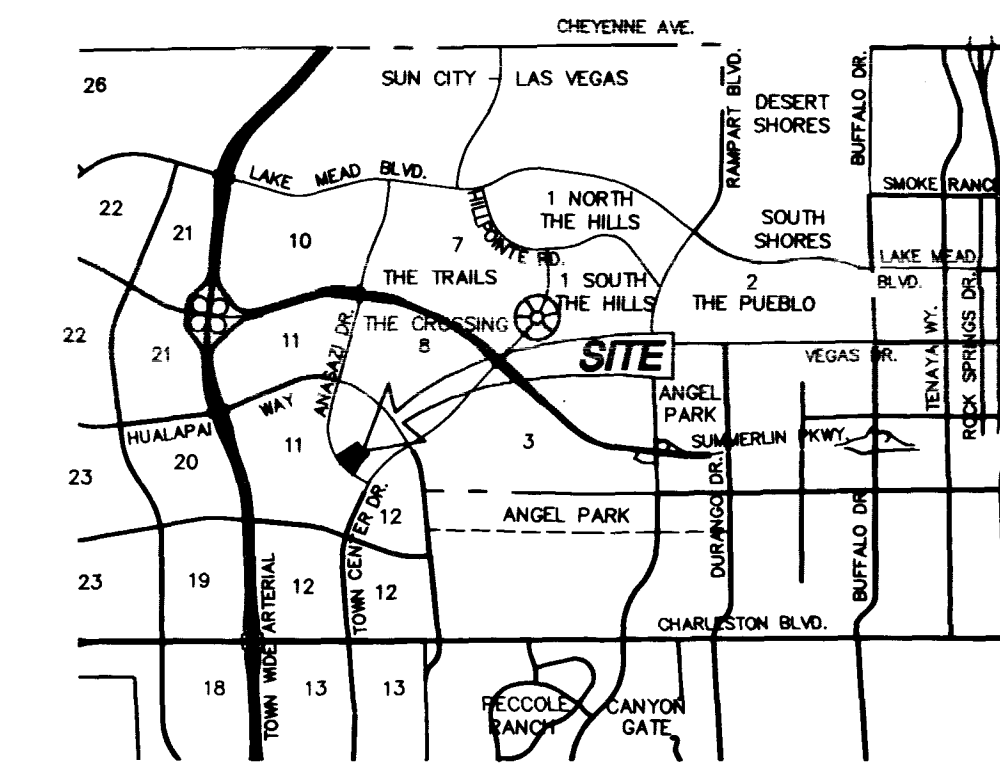 CHEYENNE AVE.
SUN CITY
LAS VEGAS
26
DESERT
SHORES
RAMPART BLVD.
BUFFALO DR.
LAKE MEAD BLVD.
SMOKE RANC
22
21
10
7
HILLPOINTE RD.
1 NORTH
THE HILLS
SOUTH
SHORES
LAKE MEAD
BLVD.
THE TRAILS
1 SOUTH
THE HILLS
2
THE PUEBLO
22
21
11
ANASAZI DR.
THE CROSSING
8
SITE
VEGAS DR.
TENAYA WY.
ROCK SPRINGS DR.
HUALAPAI WAY
ANGEL
PARK
SUMMERLIN PKWY.
20
11
3
23
12
ANGEL PARK
DURANGO DR.
BUFFALO DR.
TOWN CENTER DR.
23
19
12
12
TOWN WIDE ARTERIAL
CHARLESTON BLVD.
18
13
13
PECCOLE
RANCH
CANYON
GATE